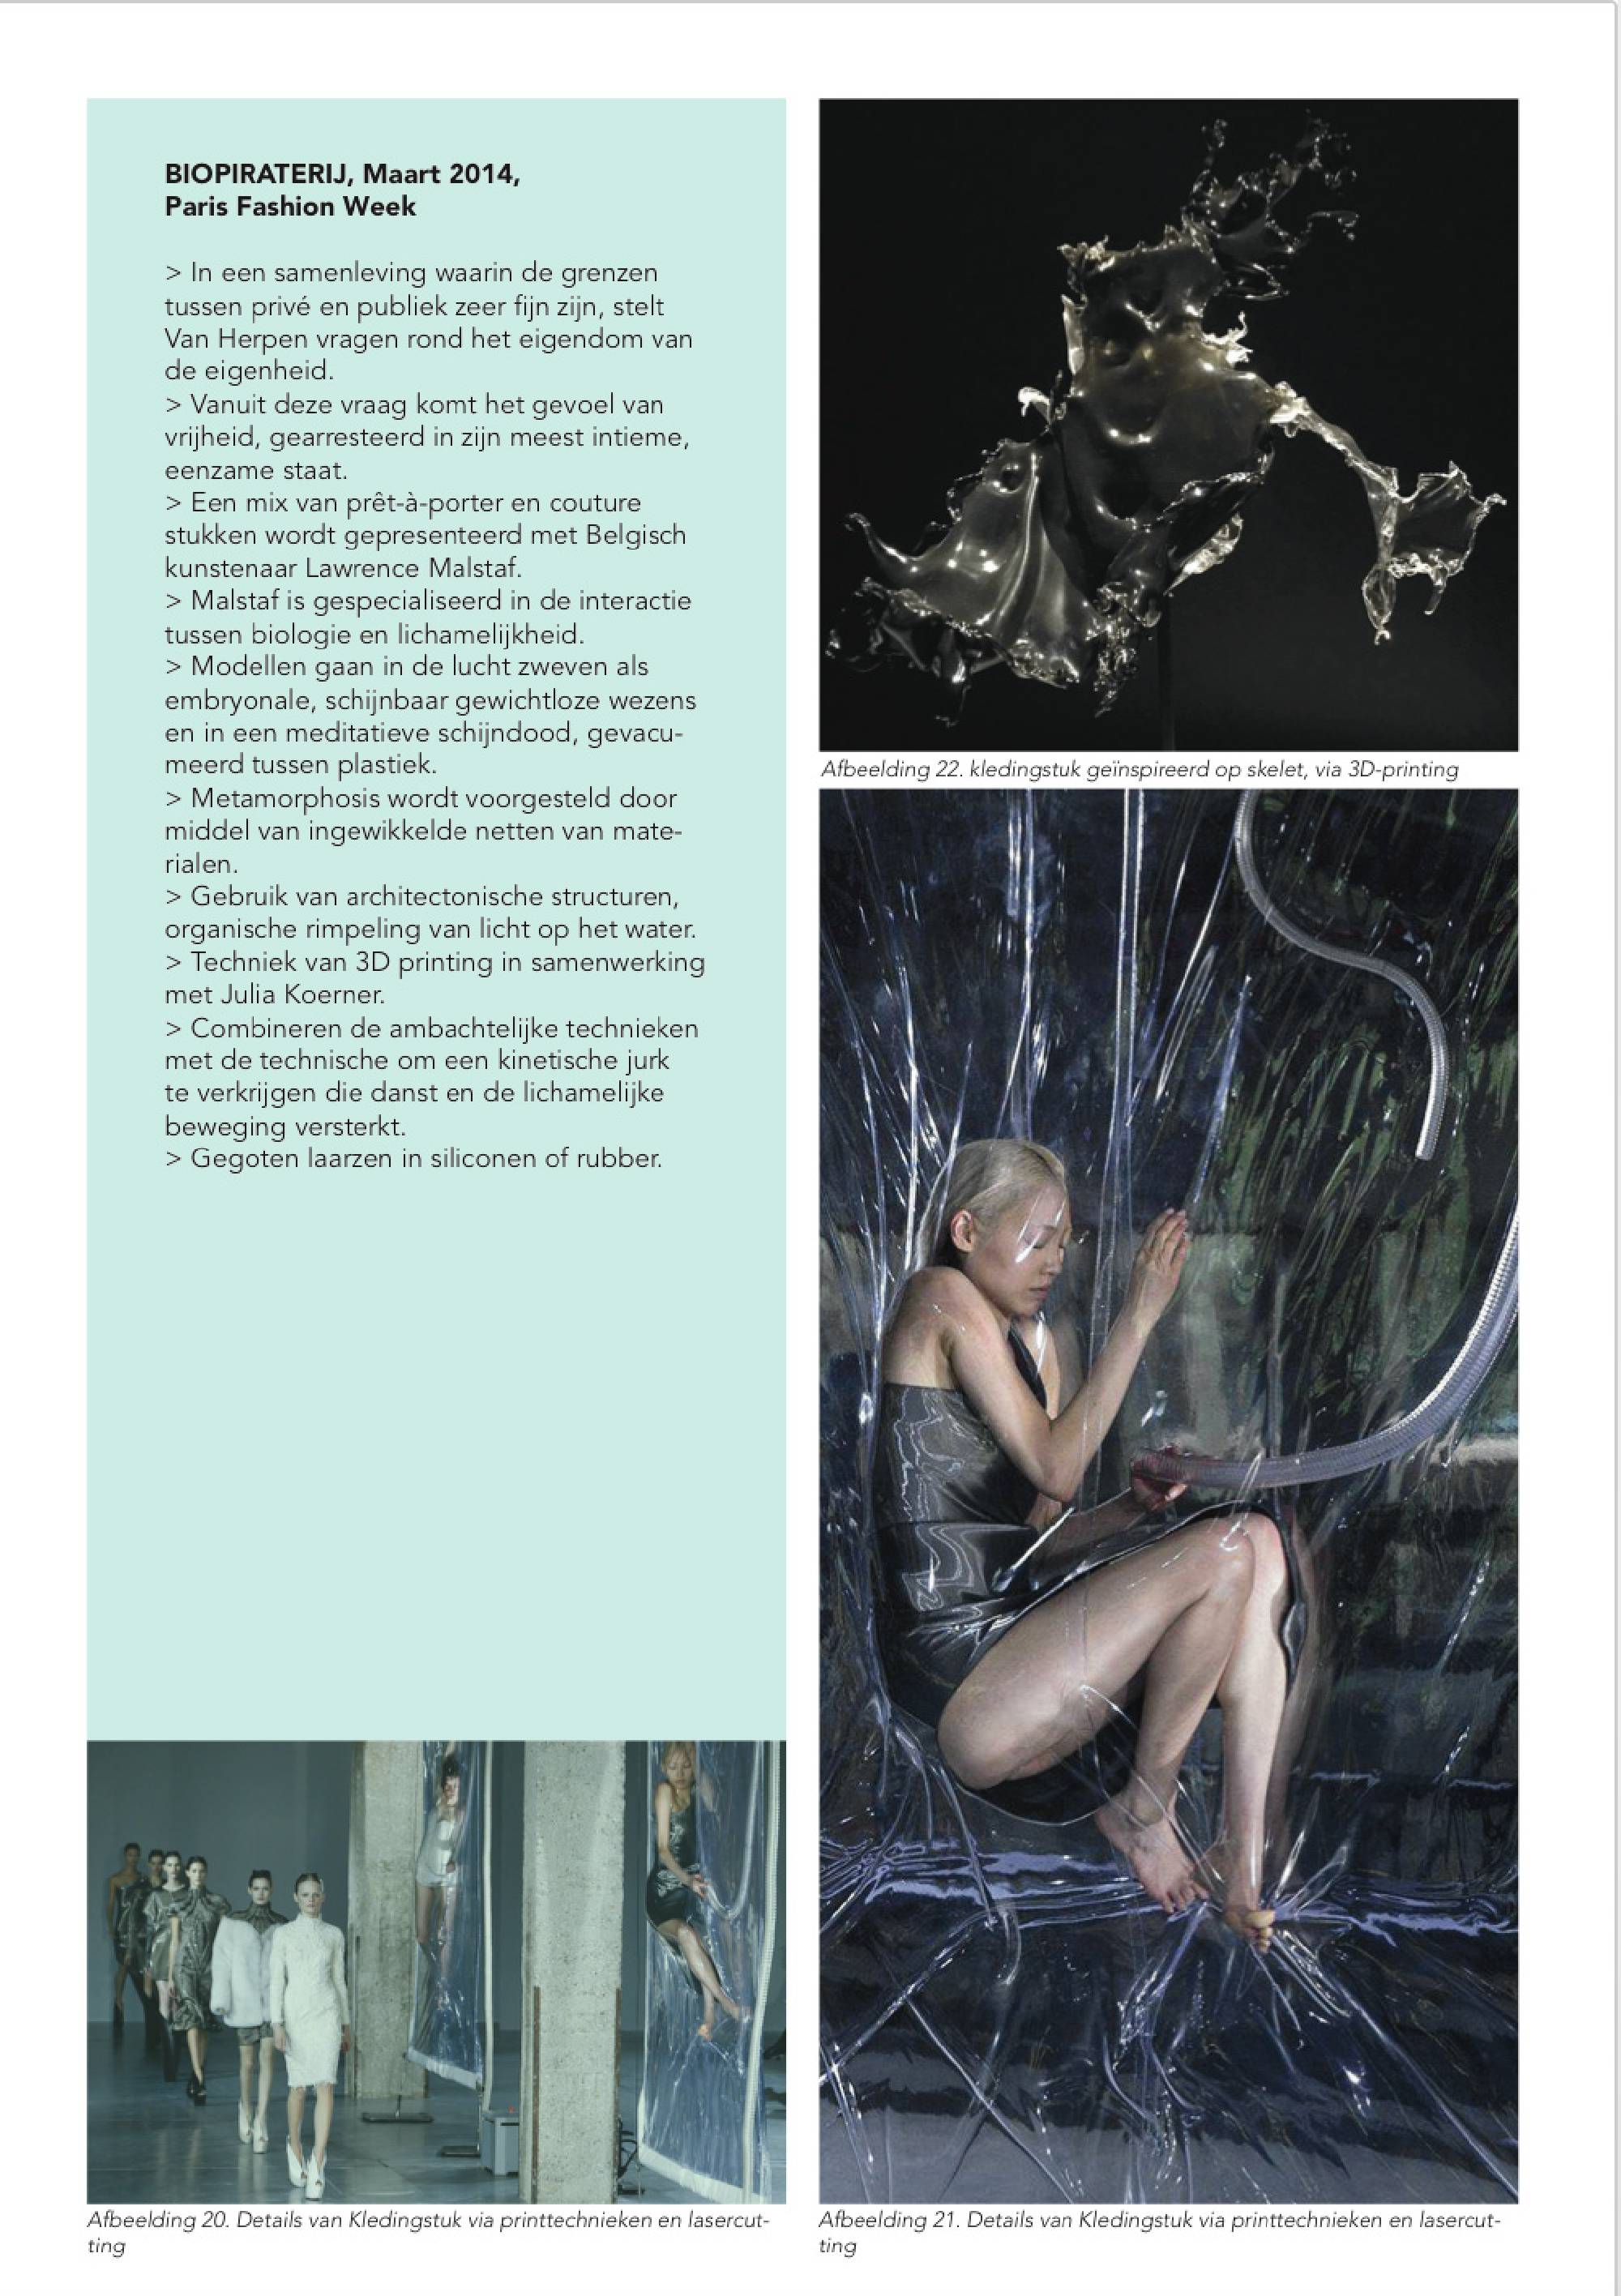 BIOPIRATERIJ, Maart 2014,
Paris Fashion Week
> In een samenleving waarin de grenzen
tussen privé en publiek zeer fijn zijn, stelt
Van Herpen vragen rond het eigendom van
de eigenheid.
> Vanuit deze vraag komt het gevoel van
vrijheid, gearresteerd in zijn meest intieme,
eenzame staat.
> Een mix van prêt-à-porter en couture
stukken wordt gepresenteerd met Belgisch
kunstenaar Lawrence Malstaf.
> Malstaf is gespecialiseerd in de interactie
tussen biologie en lichamelijkheid.
> Modellen gaan in de lucht zweven als
embryonale, schijnbaar gewichtloze wezens
en in een meditatieve schijndood, gevacu-
meerd tussen plastiek.
> Metamorphosis wordt voorgesteld door
middel van ingewikkelde netten van mate-
rialen.
> Gebruik van architectonische structuren,
organische rimpeling van licht op het water.
> Techniek van 3D printing in samenwerking
met Julia Koerner.
> Combineren de ambachtelijke technieken
met de technische om een kinetische jurk
te verkrijgen die danst en de lichamelijke
beweging versterkt.
> Gegoten laarzen in siliconen of rubber.
Afbeelding 20. Details van Kledingstuk via printtechnieken en lasercut-
ting
Afbeelding 22. kledingstuk geïnspireerd op skelet, via 3D-printing
Afbeelding 21. Details van Kledingstuk via printtechnieken en lasercut-
ting